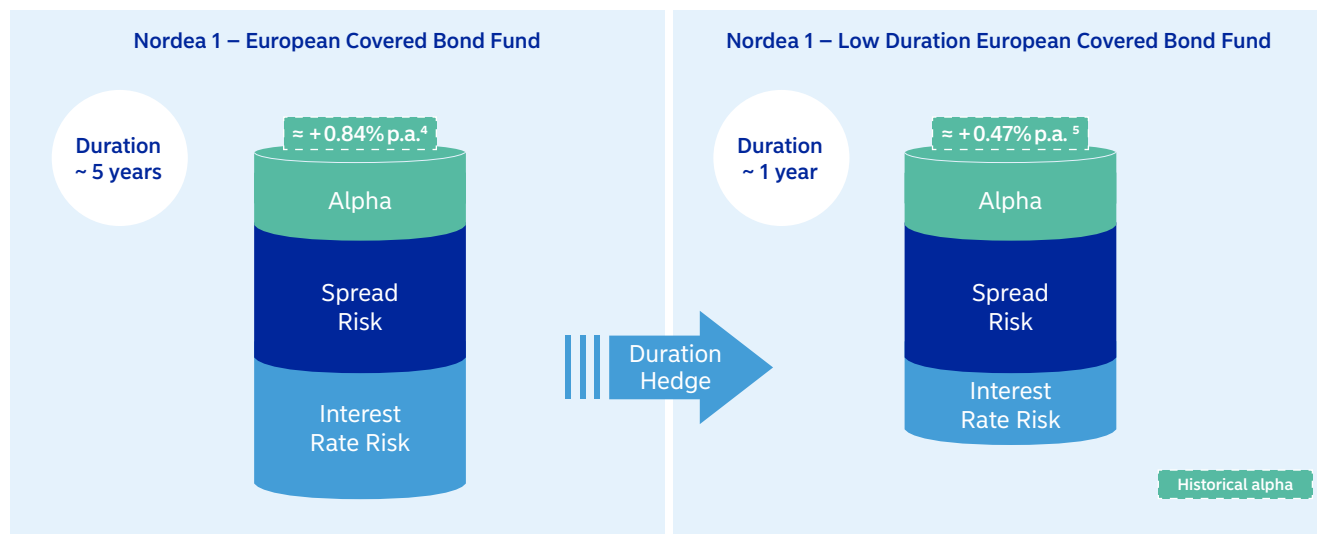 Nordea 1 – European Covered Bond Fund
Duration
~ 5 years
≈ +0.84% p.a.⁴
Alpha
Spread
Risk
Interest
Rate Risk
Duration
Hedge
Nordea 1 – Low Duration European Covered Bond Fund
Duration
~ 1 year
≈ +0.47% p.a. ⁵
Alpha
Spread
Risk
Interest
Rate Risk
Historical alpha